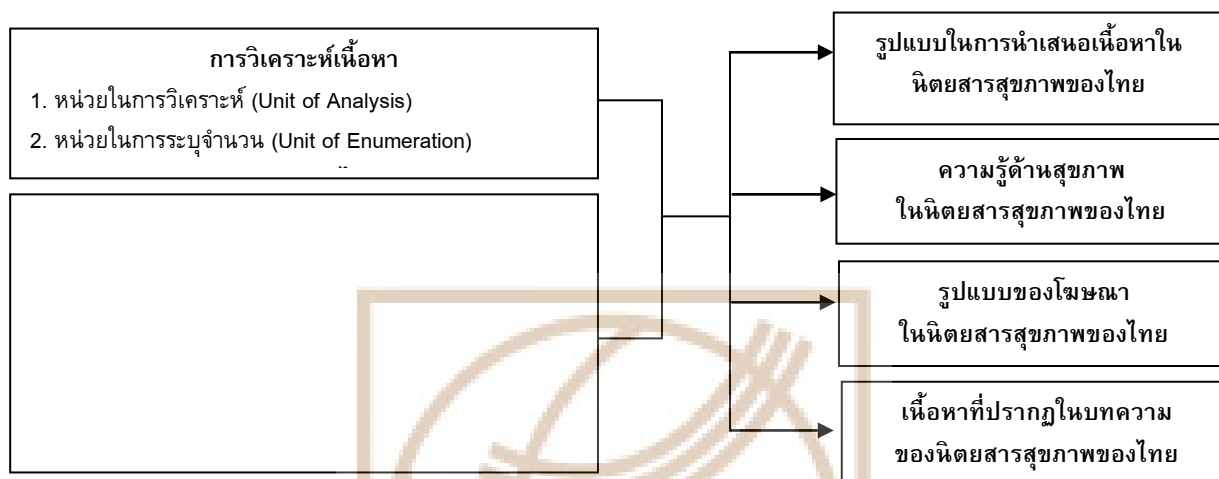 การวิเคราะห์เนื้อหา
1. หน่วยในการวิเคราะห์ (Unit of Analysis)
2. หน่วยในการระบุจำนวน (Unit of Enumeration)
รูปแบบในการนำเสนอเนื้อหาใน
นิตยสารสุขภาพของไทย
ความรู้ด้านสุขภาพ
ในนิตยสารสุขภาพของไทย
รูปแบบของโฆษณา
ในนิตยสารสุขภาพของไทย
เนื้อหาที่ปรากฏในบทความ
ของนิตยสารสุขภาพของไทย